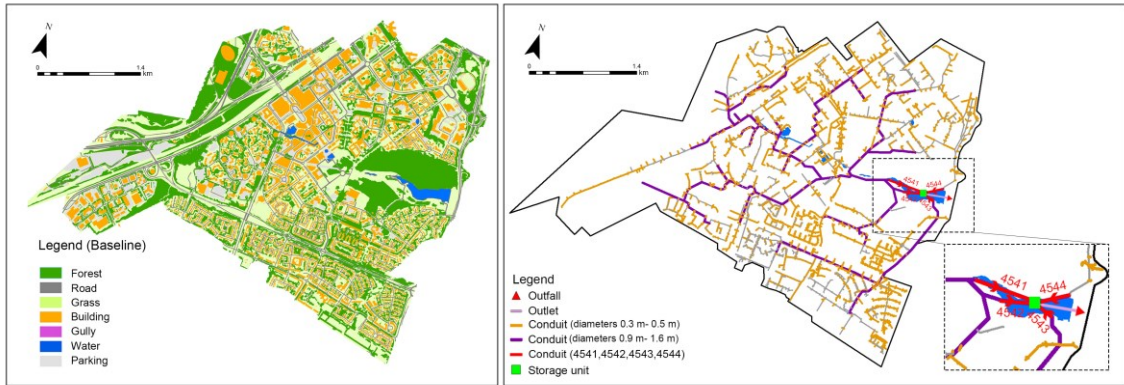 N
0
1.4
km
Legend (Baseline)
Forest
Road
Grass
Building
Gully
Water
Parking
N
0
1.4
km
4541
4544
4543
Legend
Outfall
Outlet
Conduit (diameters 0.3 m- 0.5 m)
Conduit (diameters 0.9 m- 1.6 m)
Conduit (4541,4542,4543,4544)
Storage unit
4541
4544
4543